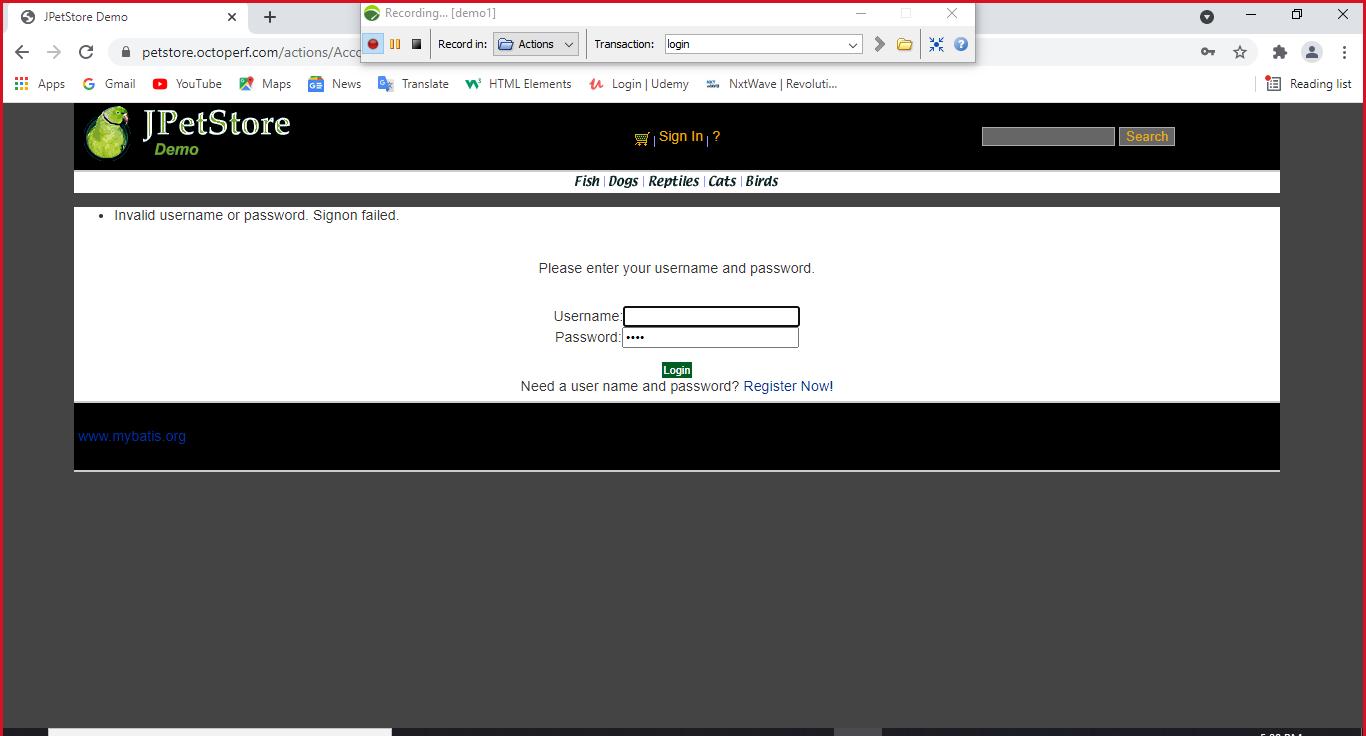 JPetStore Demo
Recording... [demo1]
petstore.octoperf.com/actions/Acco
Record in: Actions Transaction: login
Apps Gmail YouTube Maps News Translate HTML Elements Login | Udemy NxtWave | Revoluti... Reading list
JPetStore
Demo
Sign In | ?
Search
Fish | Dogs | Reptiles | Cats | Birds
• Invalid username or password. Signon failed.
Please enter your username and password.
Username:
Password: ••••
Login
Need a user name and password? Register Now!
www.mybatis.org